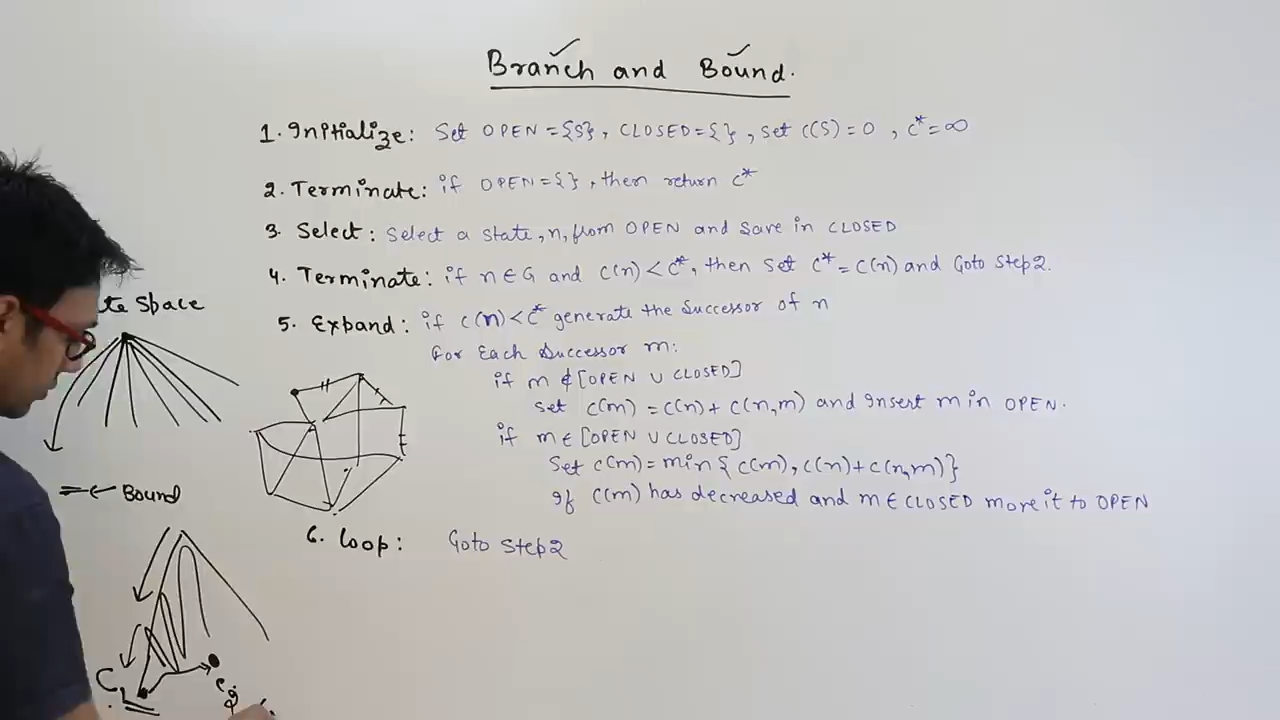 Branch and Bound.
1. Initialize: Set OPEN = {S}, CLOSED = { }, Set C(S) = 0, C* = ∞
2. Terminate: if OPEN = { }, then return C*
3. Select: Select a State, n, from OPEN and Save in CLOSED
4. Terminate: if n ∈ G and C(n) < C*, then Set C* = C(n) and Goto Step 2.
5. Expand: if C(n) < C* generate the Successor of n
For Each Successor m:
if m ∉ [OPEN ∪ CLOSED]
Set C(m) = C(n) + C(n,m) and Insert m in OPEN.
if m ∈ [OPEN ∪ CLOSED]
Set C(m) = min { C(m), C(n) + C(n,m) }
If C(m) has decreased and m ∈ CLOSED move it to OPEN
6. Loop: Goto Step 2
te Space
Bound
C1